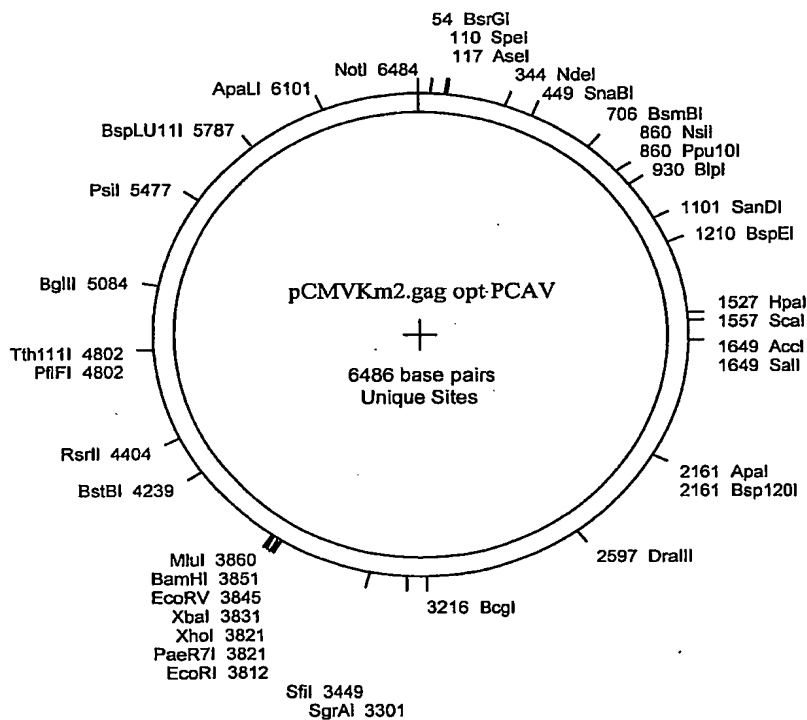 54 BsrGI
110 SpeI
117 AseI
NotI 6484
344 NdeI
449 SnaBI
706 BsmBI
860 NsiI
860 Ppu10I
930 BlpI
1101 SanDI
1210 BspEI
1527 HpaI
1557 ScaI
1649 AccI
1649 SalI
2161 ApaI
2161 Bsp120I
2597 DraIII
3216 BcgI
ApaLI 6101
BspLU11I 5787
PsiI 5477
BglII 5084
Tth111I 4802
PflFI 4802
RsrII 4404
BstBI 4239
MluI 3860
BamHI 3851
EcoRV 3845
XbaI 3831
XhoI 3821
PaeR7I 3821
EcoRI 3812
SfiI 3449
SgrAI 3301
pCMVKm2.gag opt PCAV
6486 base pairs
Unique Sites